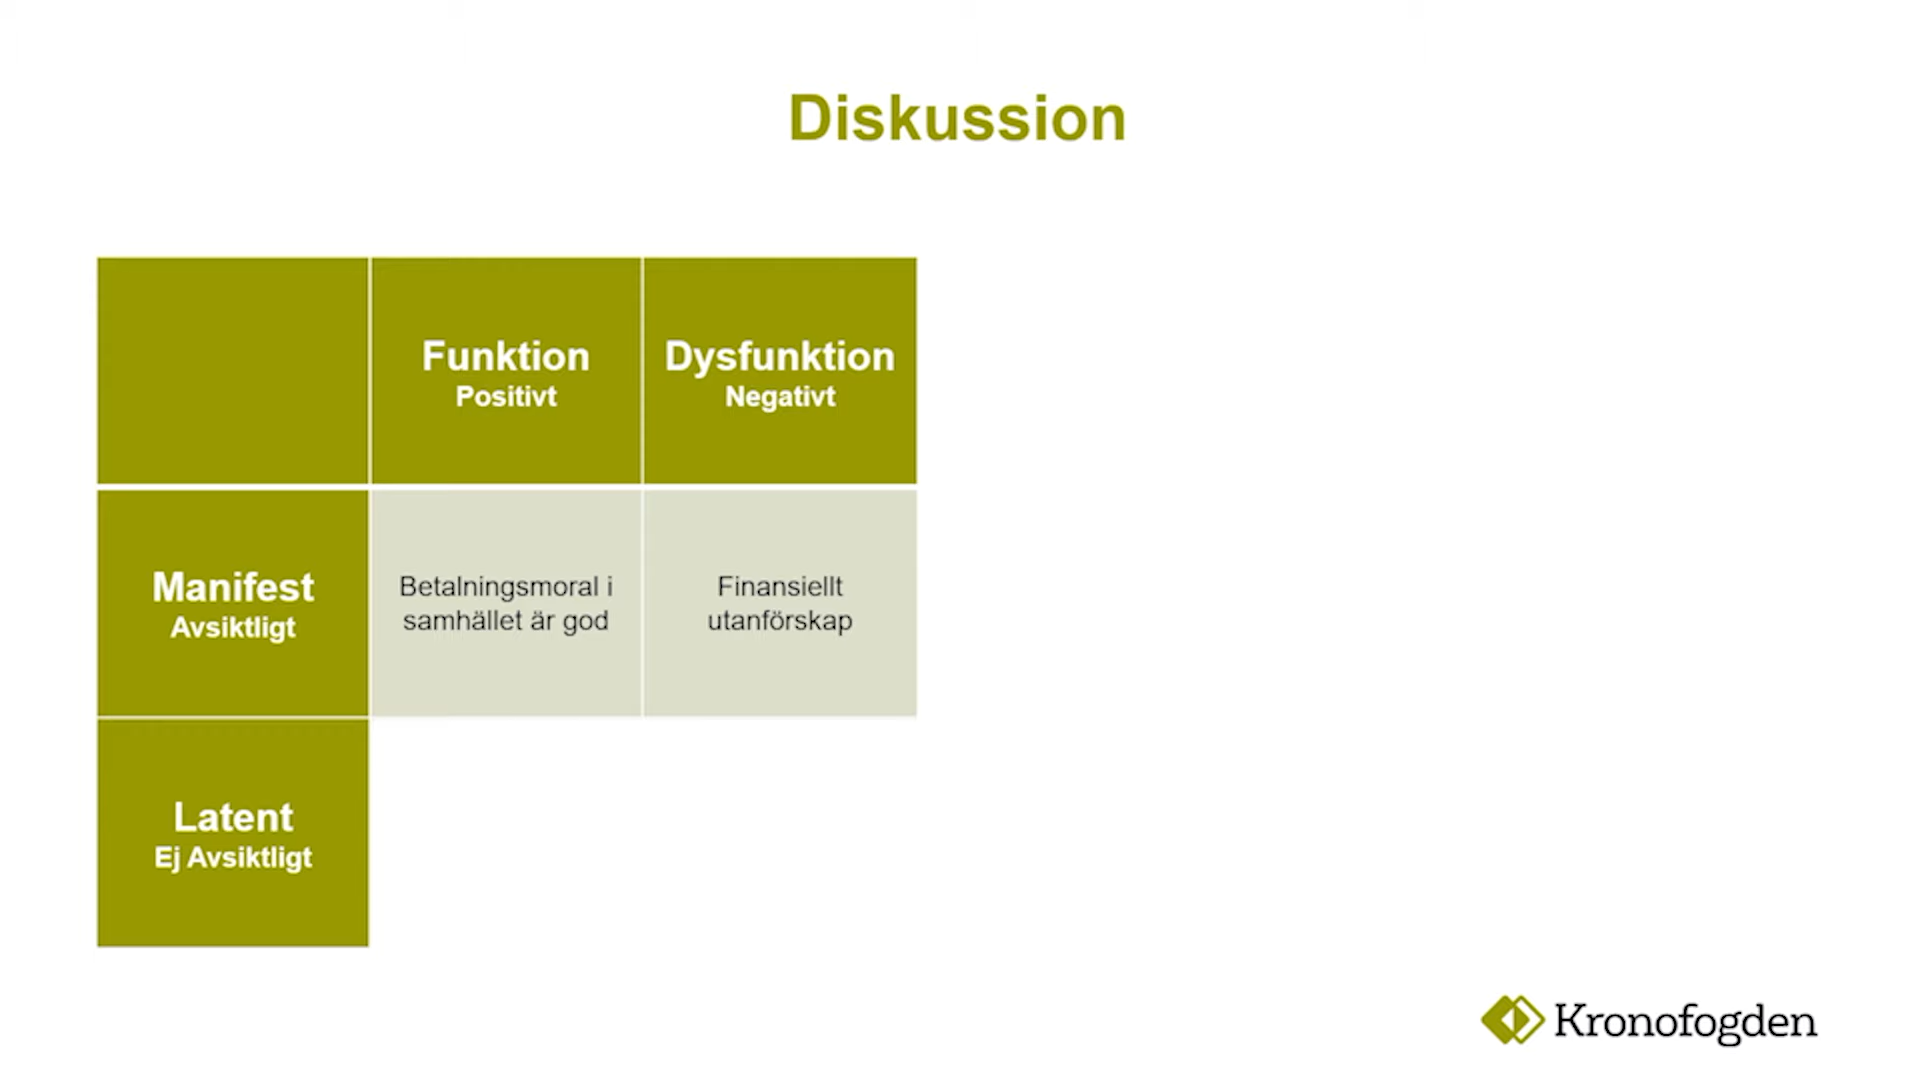 Diskussion
Funktion
Positivt
Dysfunktion
Negativt
Manifest
Avsiktligt
Betalningsmoral i
samhället är god
Finansiellt
utanförskap
Latent
Ej Avsiktligt
Kronofogden